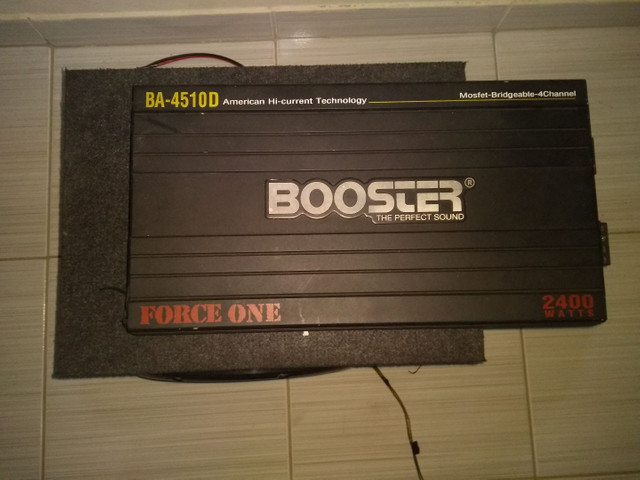 BA-4510D American Hi-current Technology
Mosfet-Bridgeable-4Channel
BOOSTER®
THE PERFECT SOUND
FORCE ONE
2400
WATTS